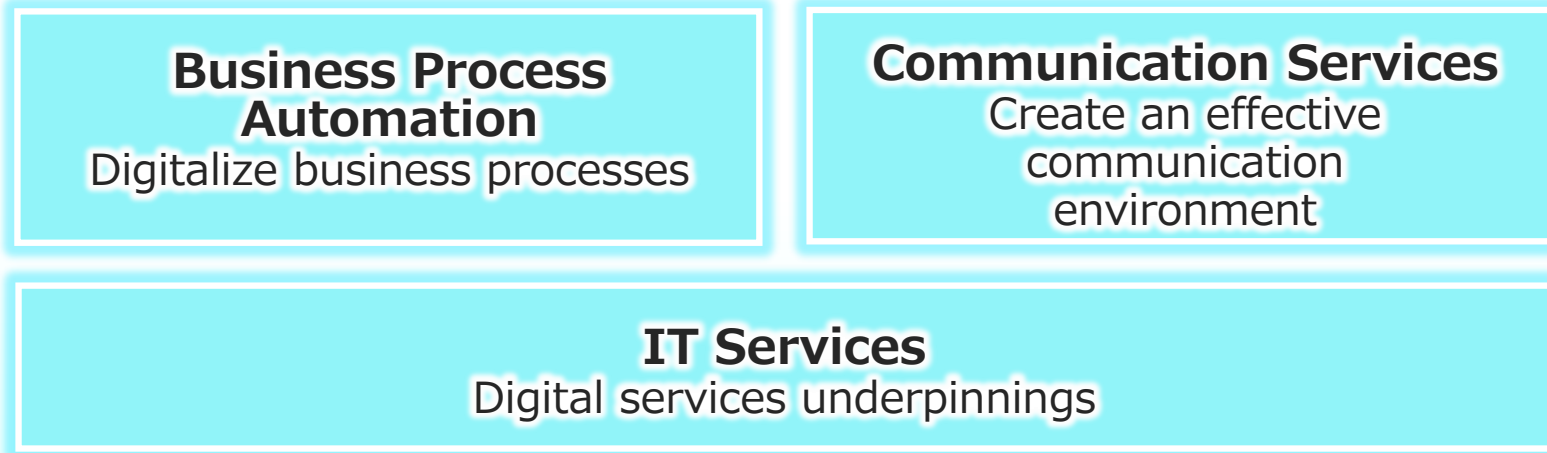 Business Process
Automation
Digitalize business processes
Communication Services
Create an effective
communication
environment
IT Services
Digital services underpinnings